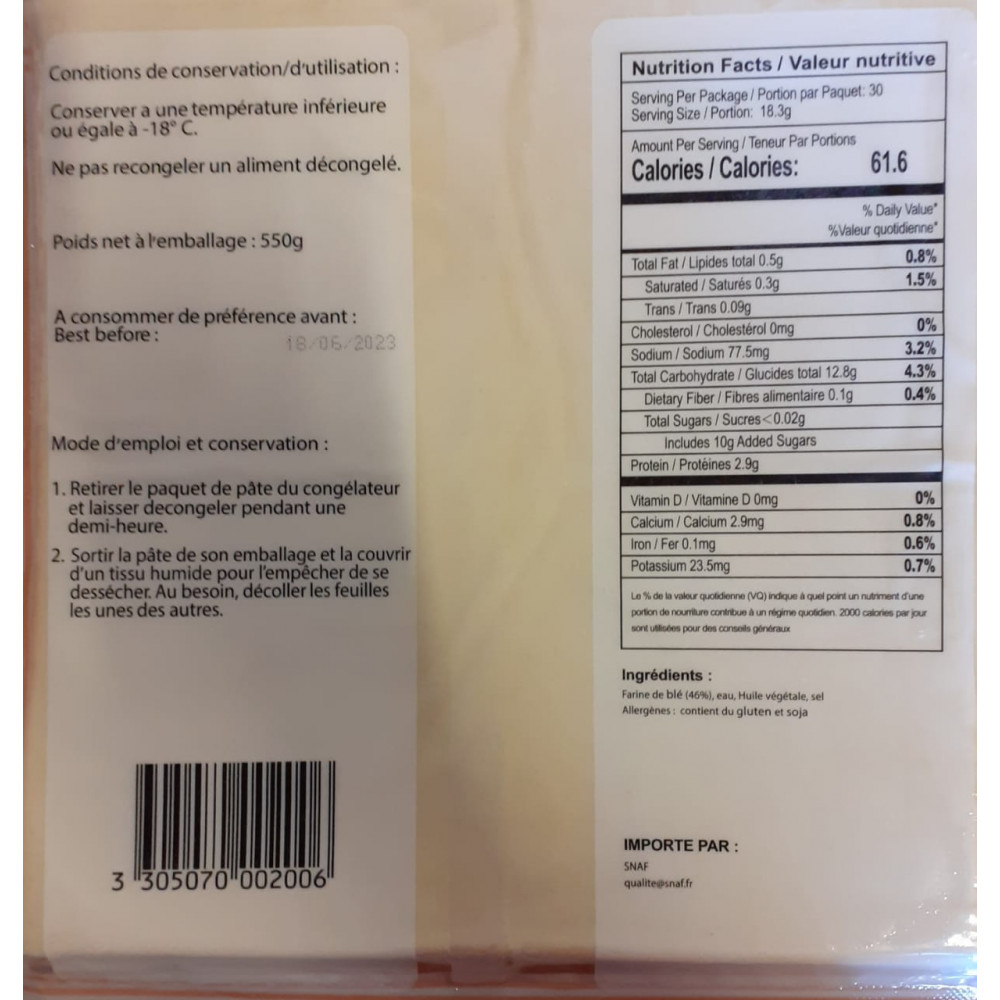 Conditions de conservation/d'utilisation :
Conserver a une température inférieure
ou égale à -18° C.
Ne pas recongeler un aliment décongelé.
Poids net à l'emballage : 550g
A consommer de préférence avant :
Best before :
18/06/2023
Mode d'emploi et conservation :
1. Retirer le paquet de pâte du congélateur
et laisser decongeler pendant une
demi-heure.
2. Sortir la pâte de son emballage et la couvrir
d'un tissu humide pour l'empêcher de se
dessécher. Au besoin, décoller les feuilles
les unes des autres.
3 305070 002006
Nutrition Facts / Valeur nutritive
Serving Per Package / Portion par Paquet: 30
Serving Size / Portion: 18.3g
Amount Per Serving / Teneur Par Portions
Calories / Calories: 61.6
% Daily Value*
%Valeur quotidienne*
Total Fat / Lipides total 0.5g 0.8%
Saturated / Saturés 0.3g 1.5%
Trans / Trans 0.09g
Cholesterol / Cholestérol 0mg 0%
Sodium / Sodium 77.5mg 3.2%
Total Carbohydrate / Glucides total 12.8g 4.3%
Dietary Fiber / Fibres alimentaire 0.1g 0.4%
Total Sugars / Sucres<0.02g
Includes 10g Added Sugars
Protein / Protéines 2.9g
Vitamin D / Vitamine D 0mg 0%
Calcium / Calcium 2.9mg 0.8%
Iron / Fer 0.1mg 0.6%
Potassium 23.5mg 0.7%
Le % de la valeur quotidienne (VQ) indique à quel point un nutriment d'une
portion de nourriture contribue à un régime quotidien. 2000 calories par jour
sont utilisées pour des conseils généraux
Ingrédients :
Farine de blé (46%), eau, Huile végétale, sel
Allergènes : contient du gluten et soja
IMPORTE PAR :
SNAF
qualite@snaf.fr